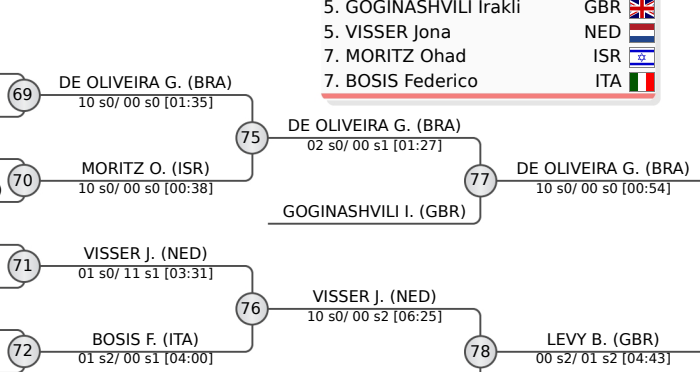 5. GOGINASHVILI Irakli GBR
5. VISSER Jona NED
7. MORITZ Ohad ISR
7. BOSIS Federico ITA
69
DE OLIVEIRA G. (BRA)
10 s0/ 00 s0 [01:35]
75
DE OLIVEIRA G. (BRA)
02 s0/ 00 s1 [01:27]
70
MORITZ O. (ISR)
10 s0/ 00 s0 [00:38]
77
DE OLIVEIRA G. (BRA)
10 s0/ 00 s0 [00:54]
GOGINASHVILI I. (GBR)
71
VISSER J. (NED)
01 s0/ 11 s1 [03:31]
76
VISSER J. (NED)
10 s0/ 00 s2 [06:25]
72
BOSIS F. (ITA)
01 s2/ 00 s1 [04:00]
78
LEVY B. (GBR)
00 s2/ 01 s2 [04:43]